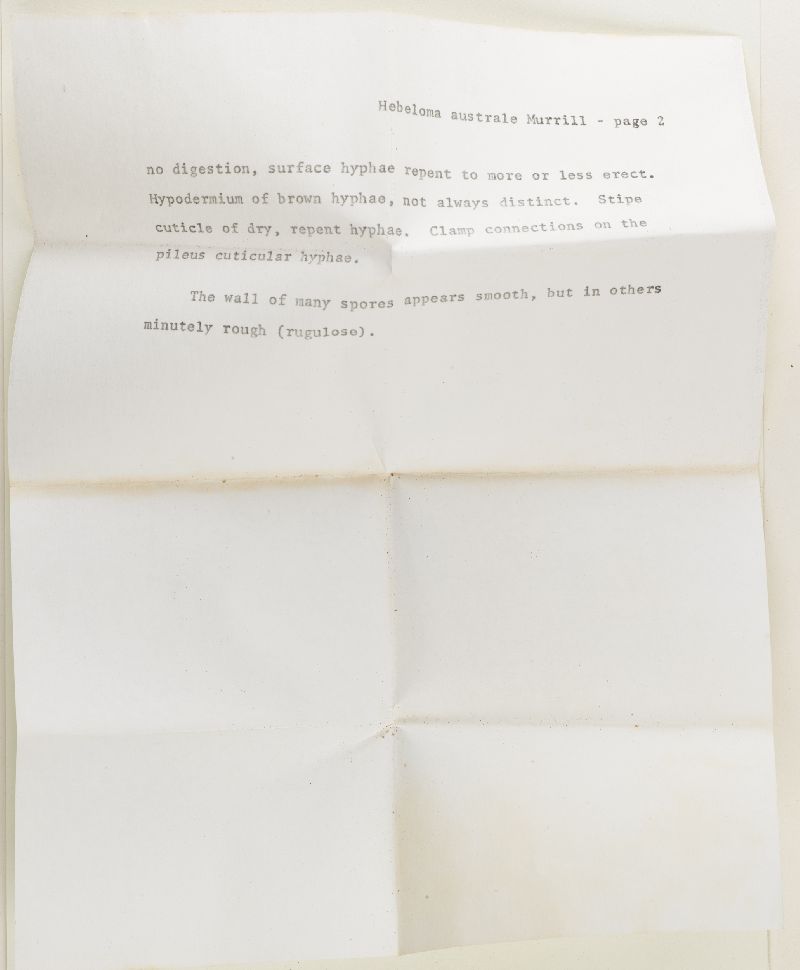 Hebeloma australe Murrill - page 2
no digestion, surface hyphae repent to more or less erect.
Hypodermium of brown hyphae, not always distinct. Stipe
cuticle of dry, repent hyphae. Clamp connections on the
pileus cuticular hyphae.
The wall of many spores appears smooth, but in others
minutely rough (rugulose).